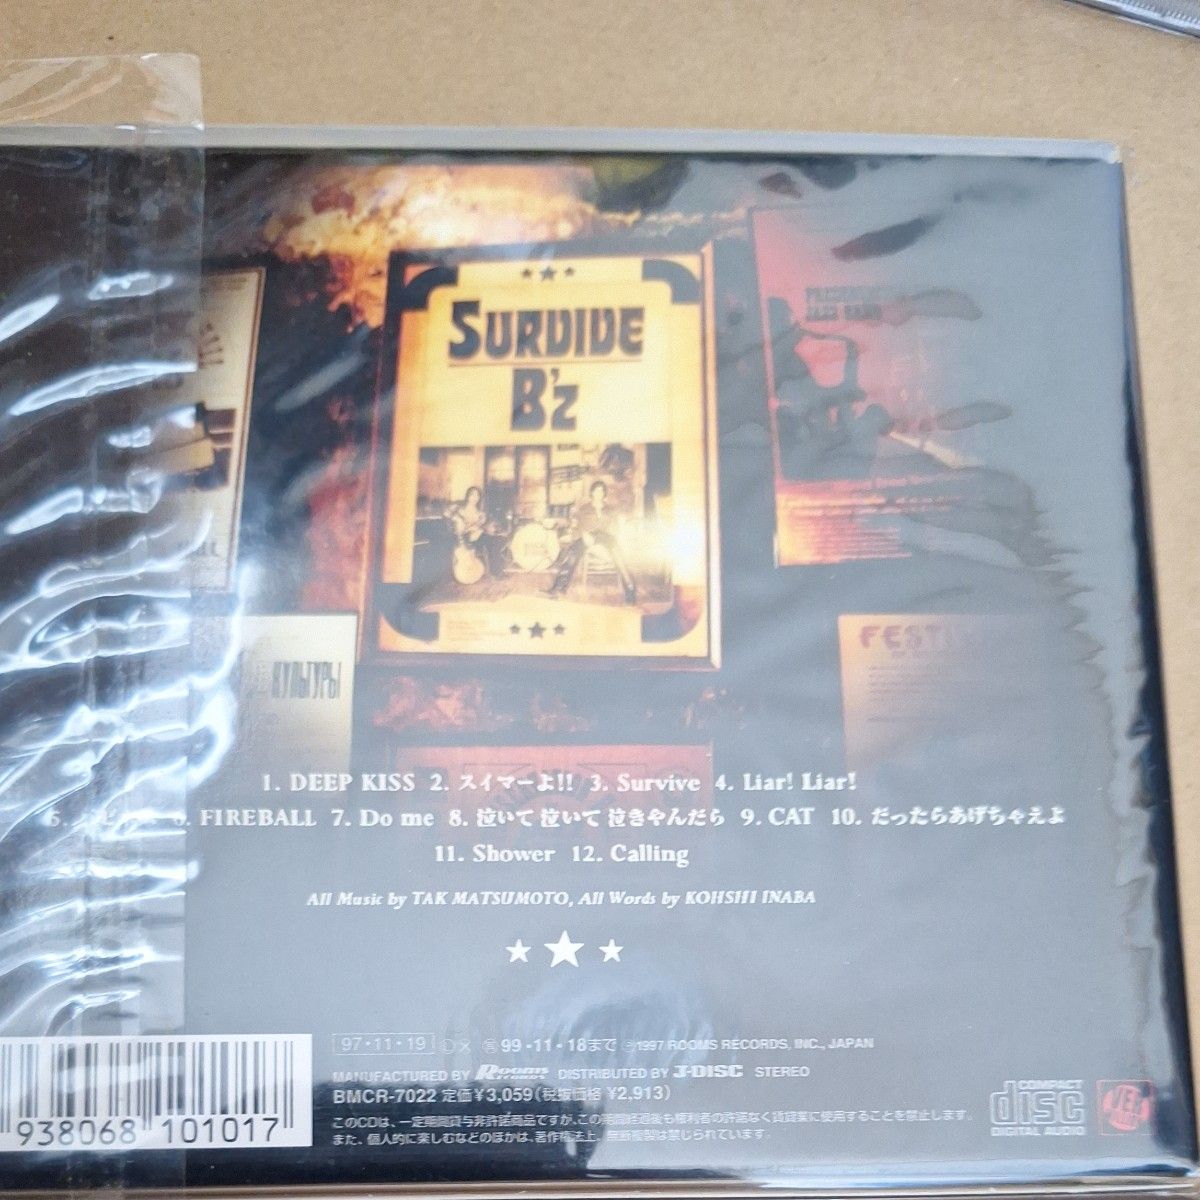 SURVIVE
B'z
КУЛЬТУРЫ
1. DEEP KISS 2. スイマーよ!! 3. Survive 4. Liar! Liar!
6. FIREBALL 7. Do me 8. 泣いて 泣いて 泣きやんだら 9. CAT 10. だったらあげちゃえよ
11. Shower 12. Calling
All Music by TAK MATSUMOTO, All Words by KOHSHI INABA
97・11・19 99・11・18まで ℗1997 ROOMS RECORDS, INC., JAPAN
MANUFACTURED BY ROOMS RECORDS DISTRIBUTED BY J-DISC STEREO
BMCR-7022 定価¥3,059(税抜価格 ¥2,913)
このCDは、一定期間貸与非許諾商品ですが、この期間経過後も権利者の許諾なく賃貸業に使用することを禁止します。
また、個人的に楽しむなどのほかは、著作権法上、無断複製は禁じられています。
938068 101017
COMPACT
disc
DIGITAL AUDIO